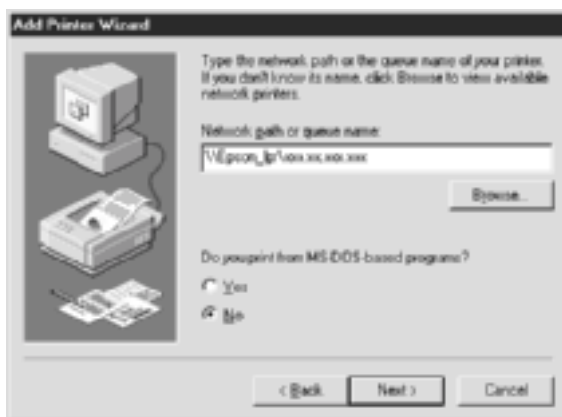 Add Printer Wizard
Type the network path or the queue name of your printer.
If you don't know its name, click Browse to view available
network printers.
Network path or queue name:
\\Epson_lpr\xxx.xx.xxx.xxx
Browse...
Do you print from MS-DOS-based programs?
Yes
No
< Back
Next >
Cancel